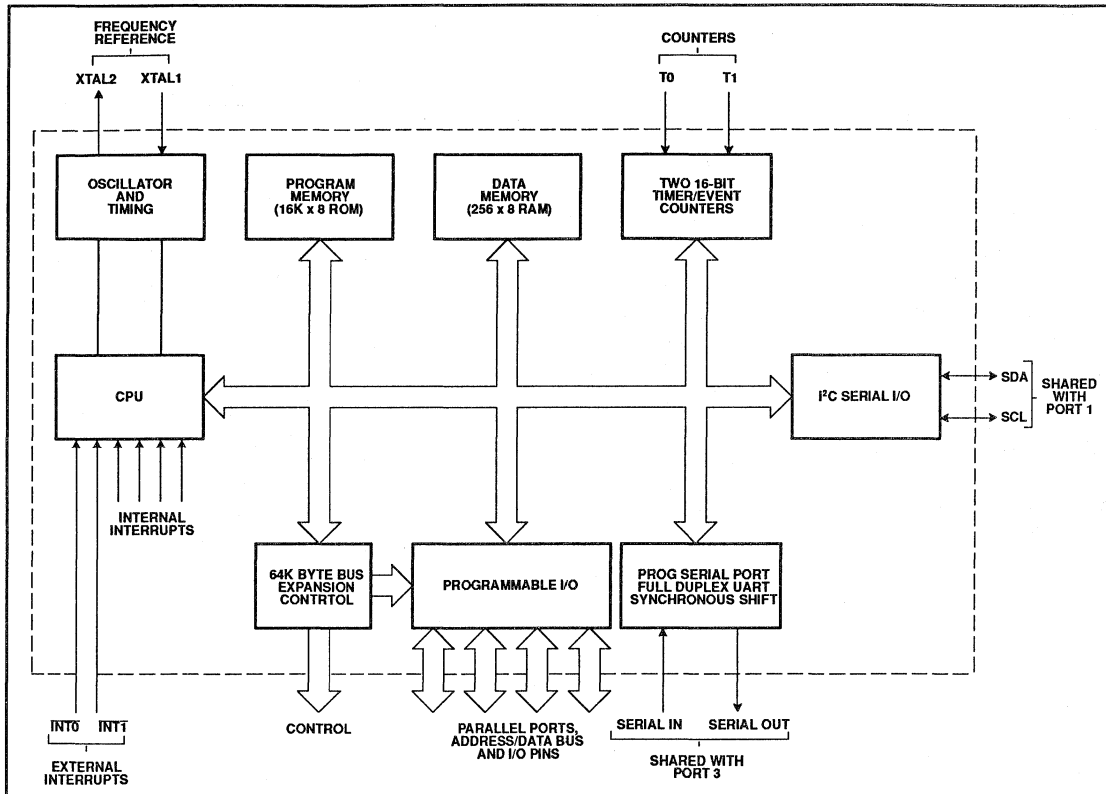 FREQUENCY
REFERENCE
XTAL2 XTAL1
COUNTERS
T0 T1
OSCILLATOR
AND
TIMING
PROGRAM
MEMORY
(16K x 8 ROM)
DATA
MEMORY
(256 x 8 RAM)
TWO 16-BIT
TIMER/EVENT
COUNTERS
CPU
I²C SERIAL I/O
SDA
SCL
SHARED
WITH
PORT 1
INTERNAL
INTERRUPTS
64K BYTE BUS
EXPANSION
CONTRTOL
PROGRAMMABLE I/O
PROG SERIAL PORT
FULL DUPLEX UART
SYNCHRONOUS SHIFT
INT0 INT1
EXTERNAL
INTERRUPTS
CONTROL
PARALLEL PORTS,
ADDRESS/DATA BUS
AND I/O PINS
SERIAL IN SERIAL OUT
SHARED WITH
PORT 3